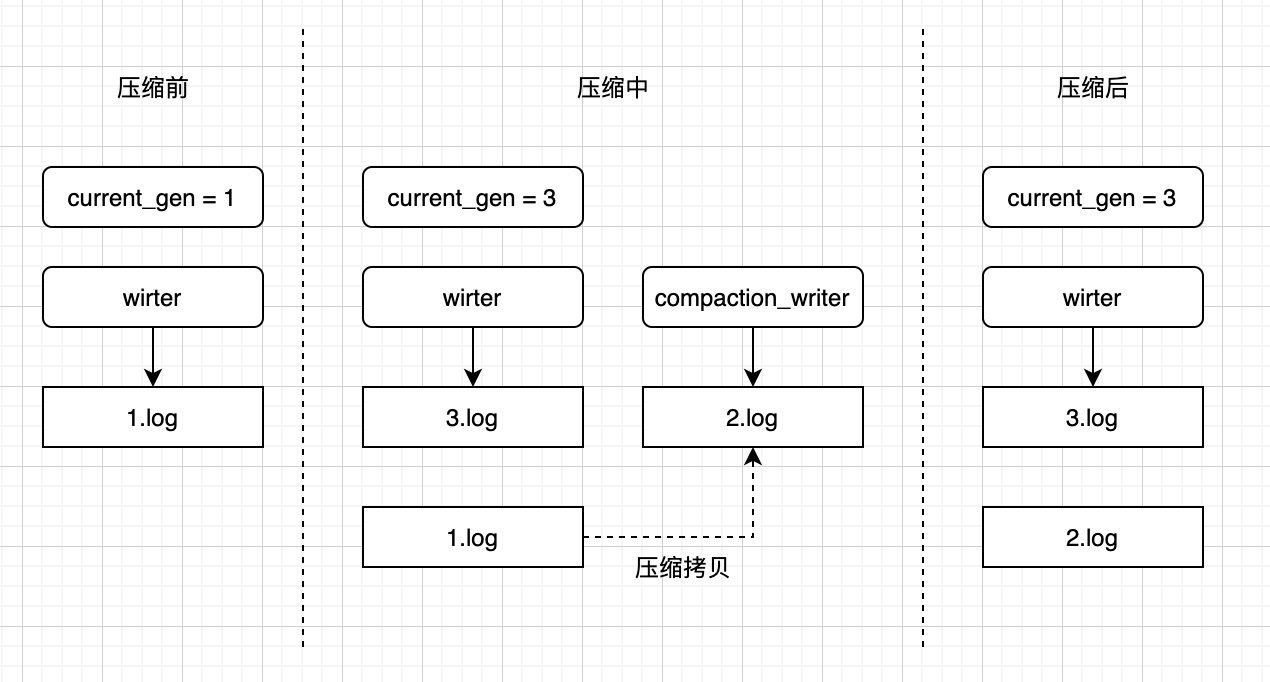 压缩前
压缩中
压缩后
current_gen = 1
current_gen = 3
current_gen = 3
wirter
wirter
compaction_writer
wirter
1.log
3.log
2.log
3.log
1.log
2.log
压缩拷贝